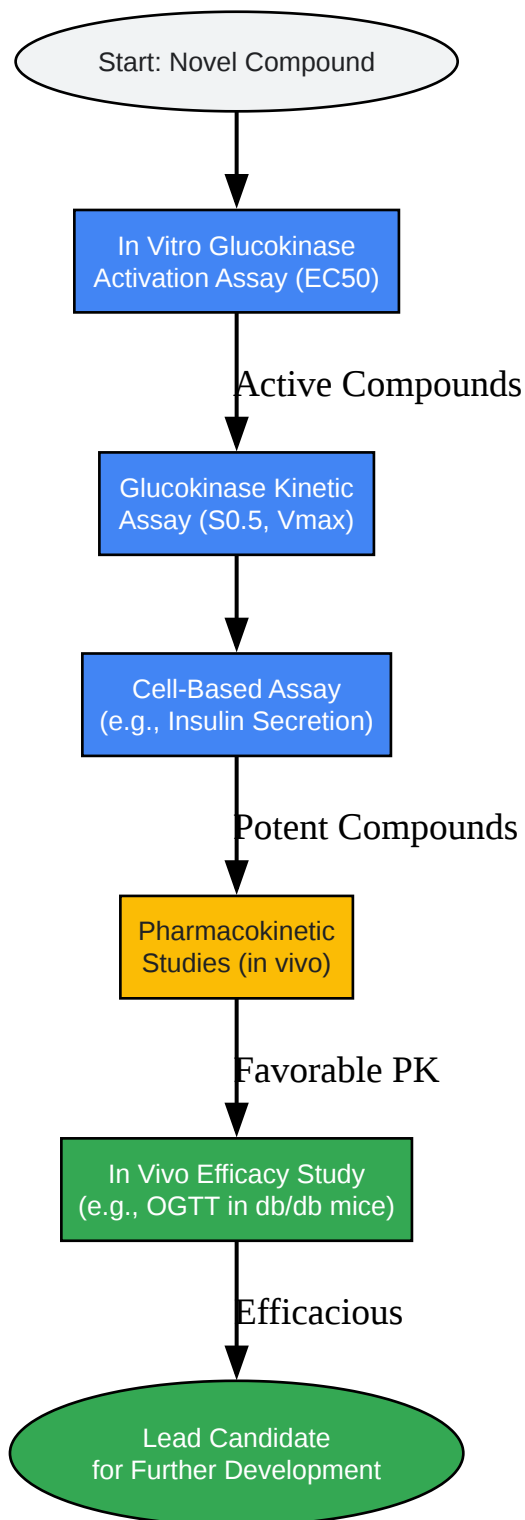 Start: Novel Compound
In Vitro Glucokinase
Activation Assay (EC50)
Active Compounds
Glucokinase Kinetic
Assay (S0.5, Vmax)
Cell-Based Assay
(e.g., Insulin Secretion)
Potent Compounds
Pharmacokinetic
Studies (in vivo)
Favorable PK
In Vivo Efficacy Study
(e.g., OGTT in db/db mice)
Efficacious
Lead Candidate
for Further Development